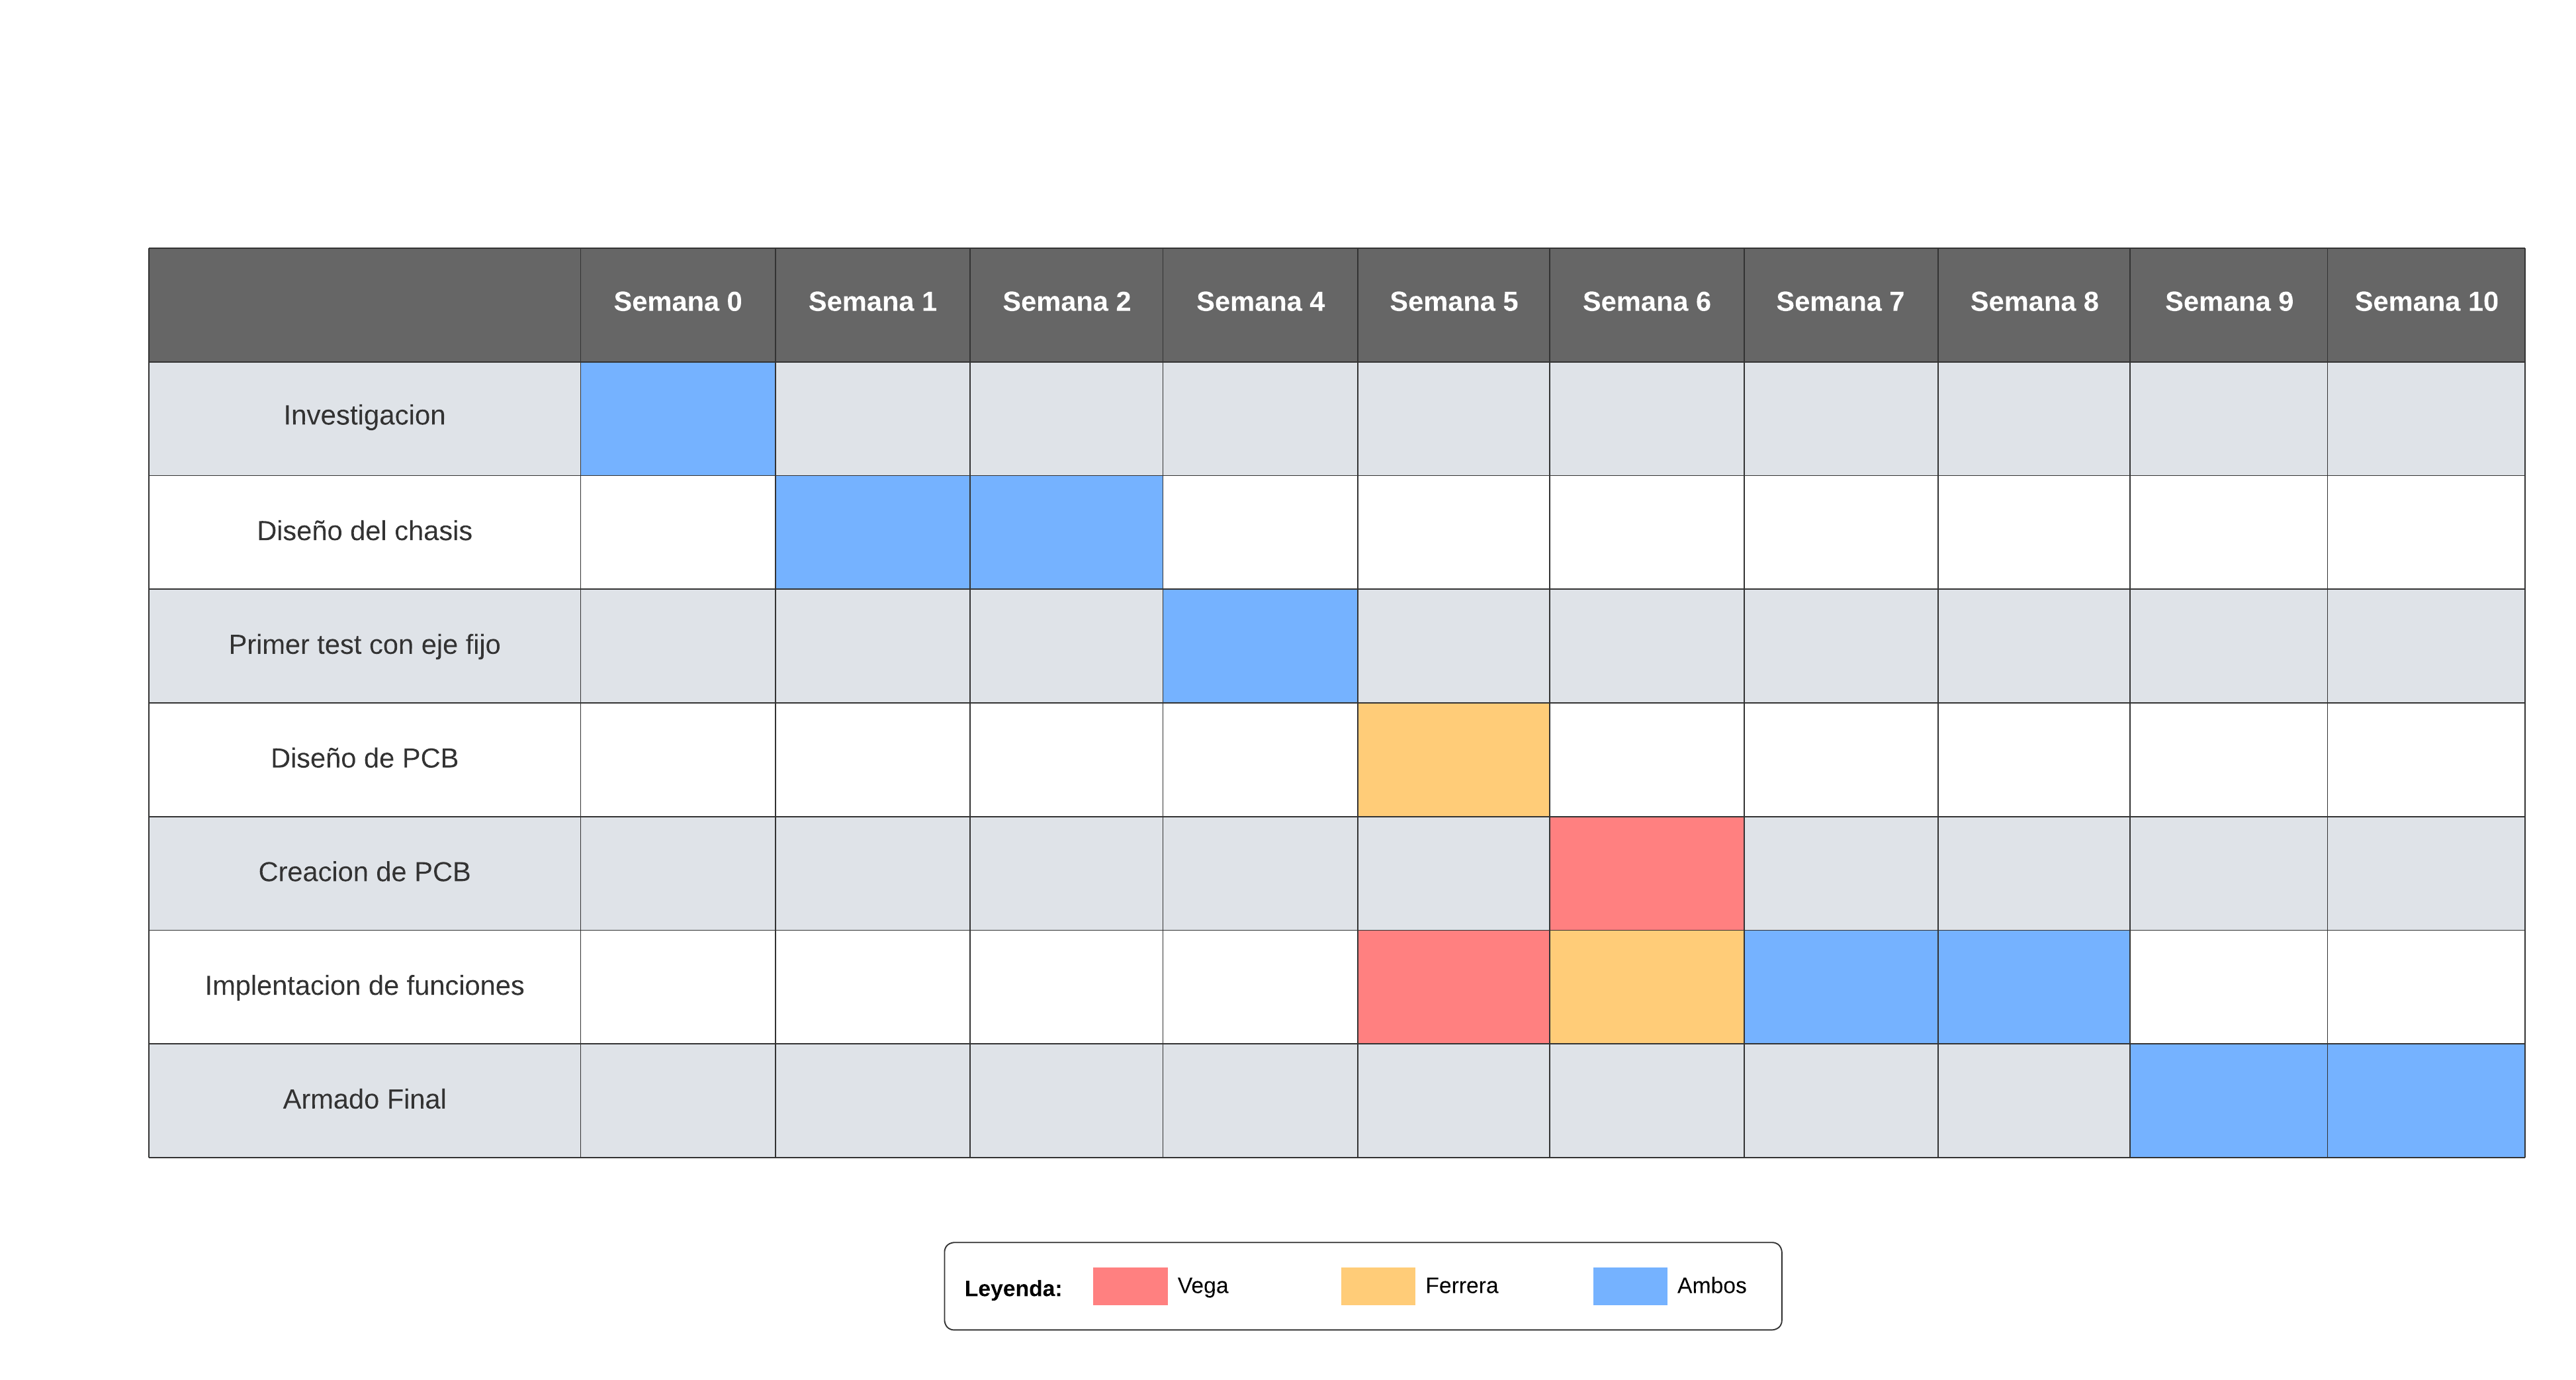 Semana 0 Semana 1 Semana 2 Semana 4 Semana 5 Semana 6 Semana 7 Semana 8 Semana 9 Semana 10
Investigacion
Diseño del chasis
Primer test con eje fijo
Diseño de PCB
Creacion de PCB
Implentacion de funciones
Armado Final
Leyenda: Vega Ferrera Ambos